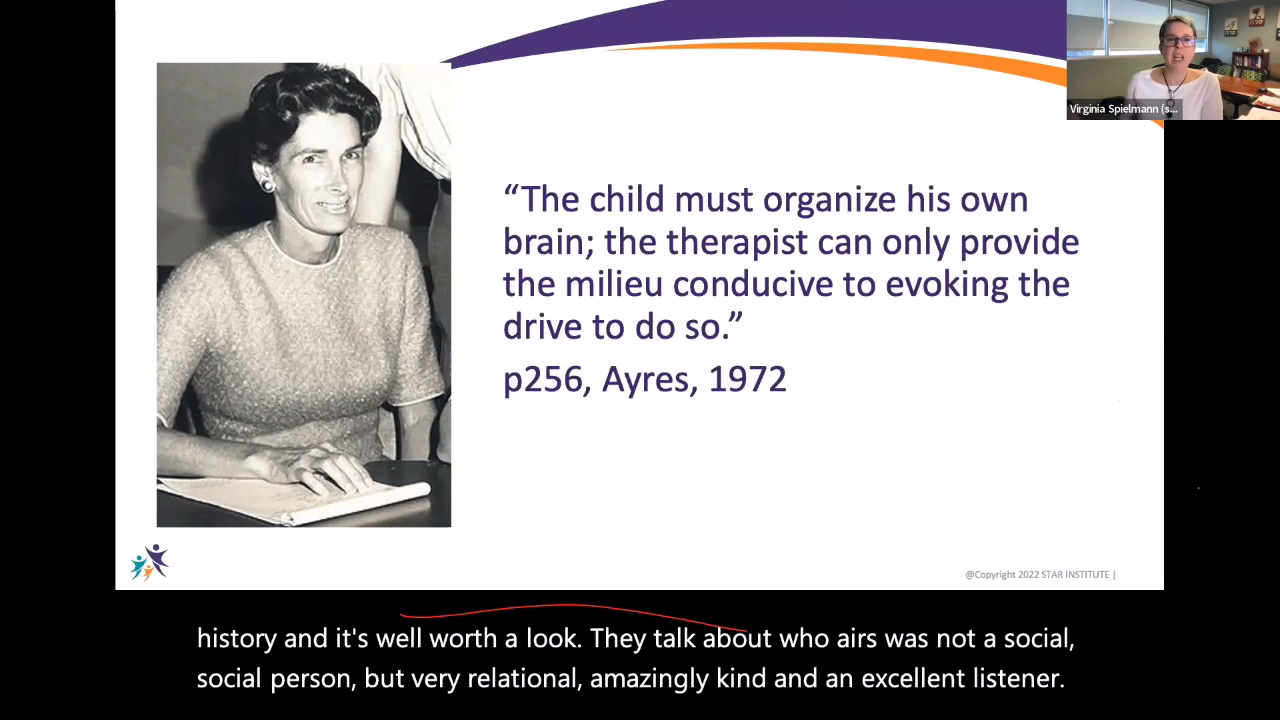 Virginia Spielmann (s...
“The child must organize his own
brain; the therapist can only provide
the milieu conducive to evoking the
drive to do so.”
p256, Ayres, 1972
@Copyright 2022 STAR INSTITUTE |
history and it's well worth a look. They talk about who airs was not a social,
social person, but very relational, amazingly kind and an excellent listener.